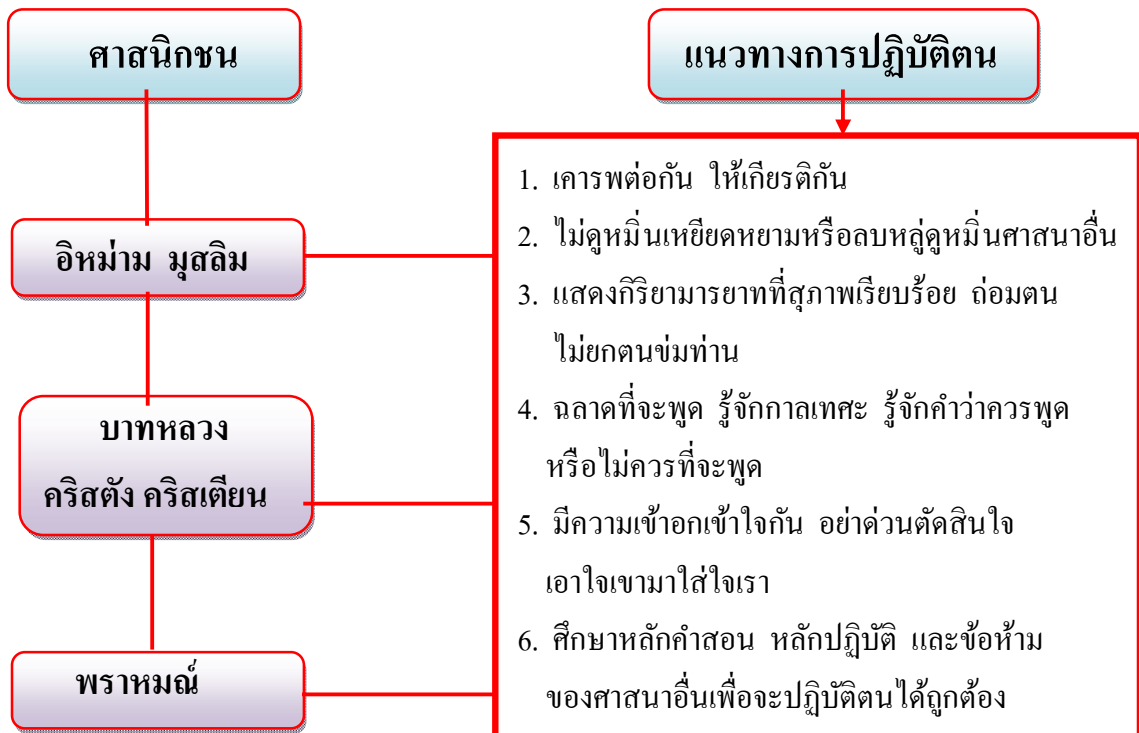 ศาสนิกชน
อิหม่าม มุสลิม
บาทหลวง
คริสตัง คริสเตียน
พราหมณ์
แนวทางการปฏิบัติตน
1. เคารพต่อกัน ให้เกียรติกัน
2. ไม่ดูหมิ่นเหยียดหยามหรือลบหลู่ดูหมิ่นศาสนาอื่น
3. แสดงกิริยามารยาทที่สุภาพเรียบร้อย ถ่อมตน
ไม่ยกตนข่มท่าน
4. ฉลาดที่จะพูด รู้จักกาลเทศะ รู้จักคำว่าควรพูด
หรือไม่ควรที่จะพูด
5. มีความเข้าอกเข้าใจกัน อย่าด่วนตัดสินใจ
เอาใจเขามาใส่ใจเรา
6. ศึกษาหลักคำสอน หลักปฏิบัติ และข้อห้าม
ของศาสนาอื่นเพื่อจะปฏิบัติตนได้ถูกต้อง